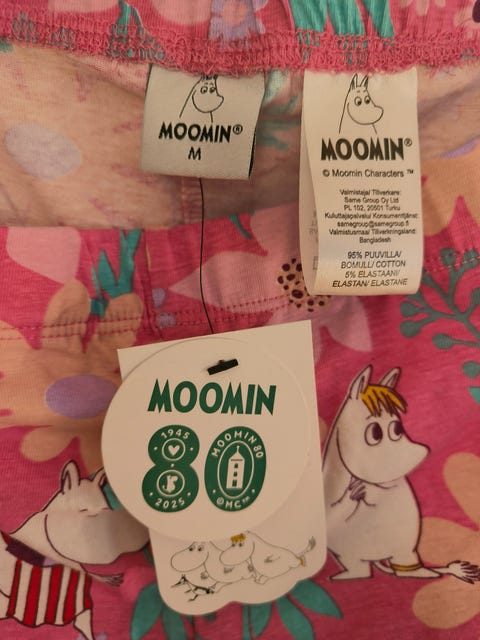 MOOMIN®
M
MOOMIN®
© Moomin Characters ™
Valmistaja/ Tillverkare:
Same Group Oy Ltd
PL 102, 20501 Turku
Kuluttajapalvelu/ Konsumenttjänst:
samegroup@samegroup.fi
Valmistusmaa/ Tillverkningsland:
Bangladesh
95% PUUVILLA/
BOMULL/ COTTON
5% ELASTAANI/
ELASTAN/ ELASTANE
MOOMIN
1945
2025
MOOMIN 80
©MC™
80